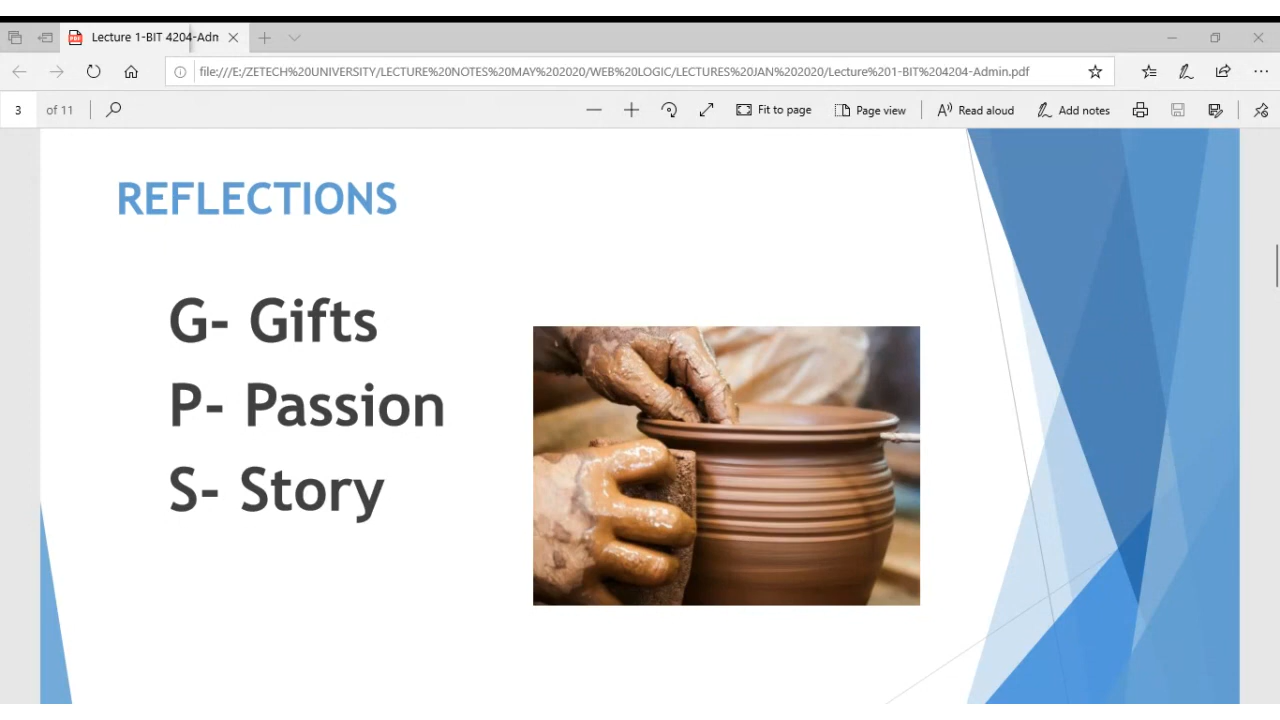 Lecture 1-BIT 4204-Adn
file:///E:/ZETECH%20UNIVERSITY/LECTURE%20NOTES%20MAY%202020/WEB%20LOGIC/LECTURES%20JAN%202020/Lecture%201-BIT%204204-Admin.pdf
3 of 11 Fit to page Page view Read aloud Add notes
REFLECTIONS
G- Gifts
P- Passion
S- Story